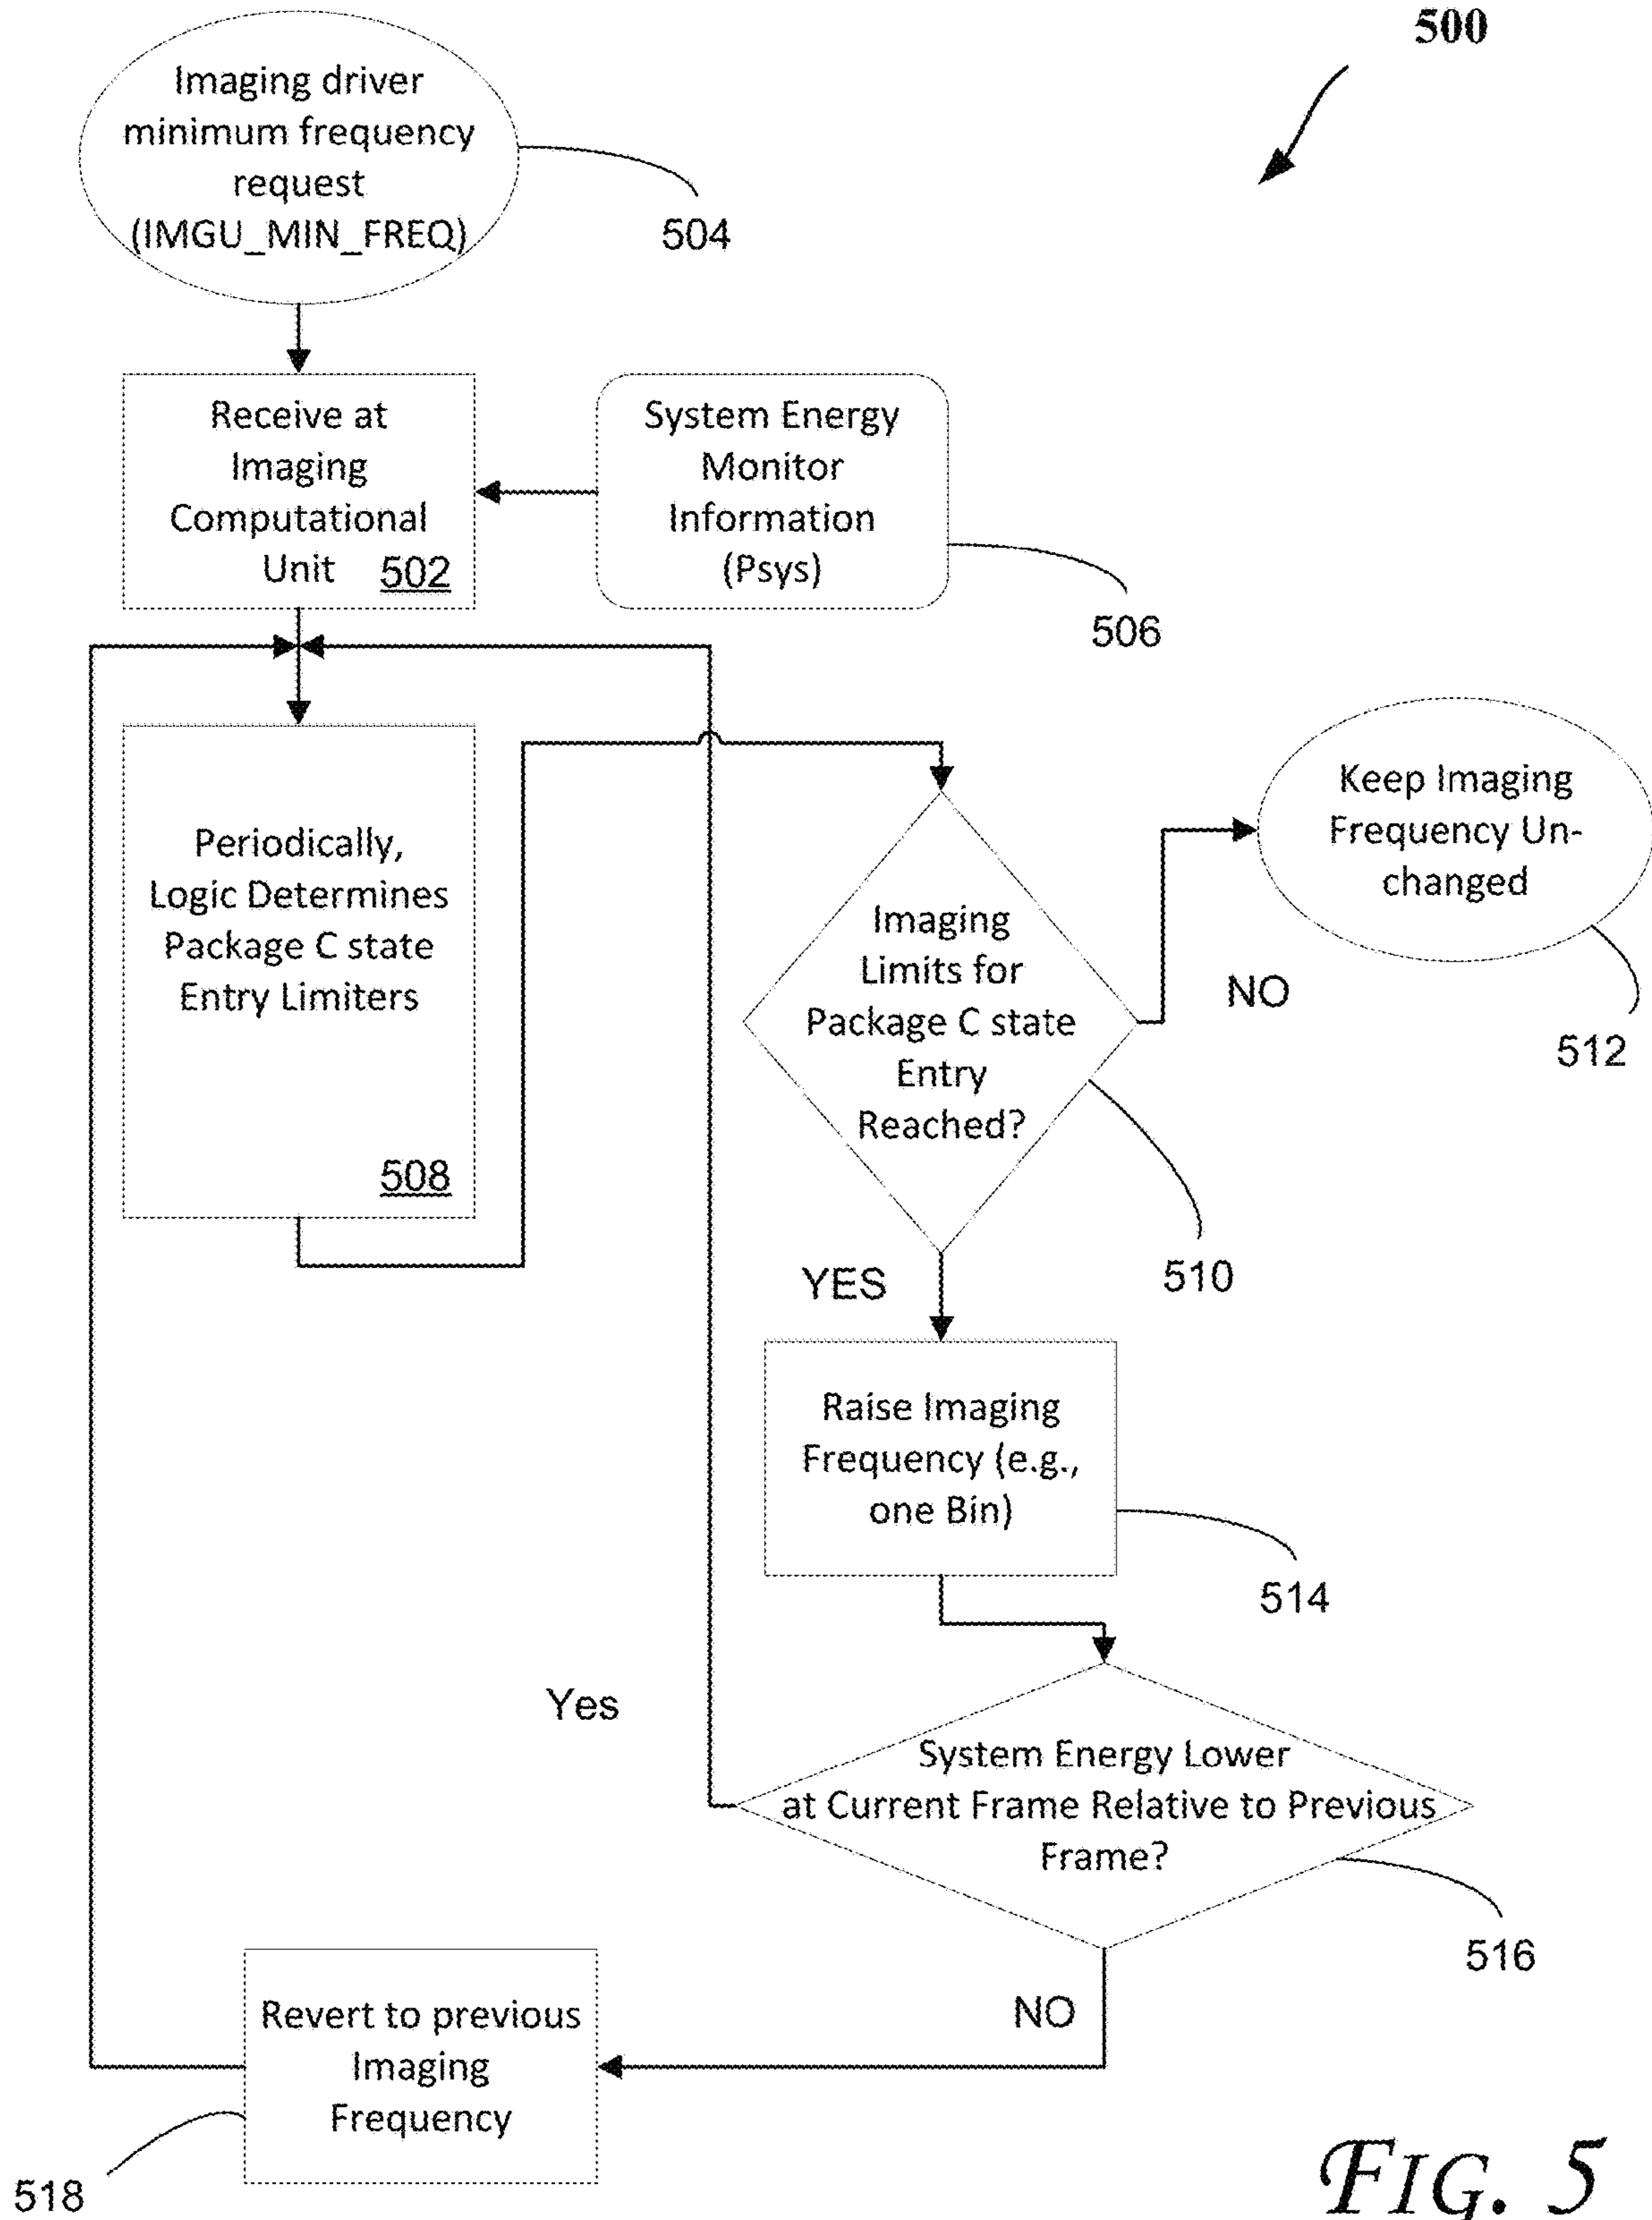 500
Imaging driver
minimum frequency
request
(IMGU_MIN_FREQ)
504
Receive at
Imaging
Computational
Unit 502
System Energy
Monitor
Information
(Psys)
506
Periodically,
Logic Determines
Package C state
Entry Limiters
508
Imaging
Limits for
Package C state
Entry
Reached?
510
NO
Keep Imaging
Frequency Un-
changed
512
YES
Raise Imaging
Frequency (e.g.,
one Bin)
514
Yes
System Energy Lower
at Current Frame Relative to Previous
Frame?
516
NO
Revert to previous
Imaging
Frequency
518
FIG. 5